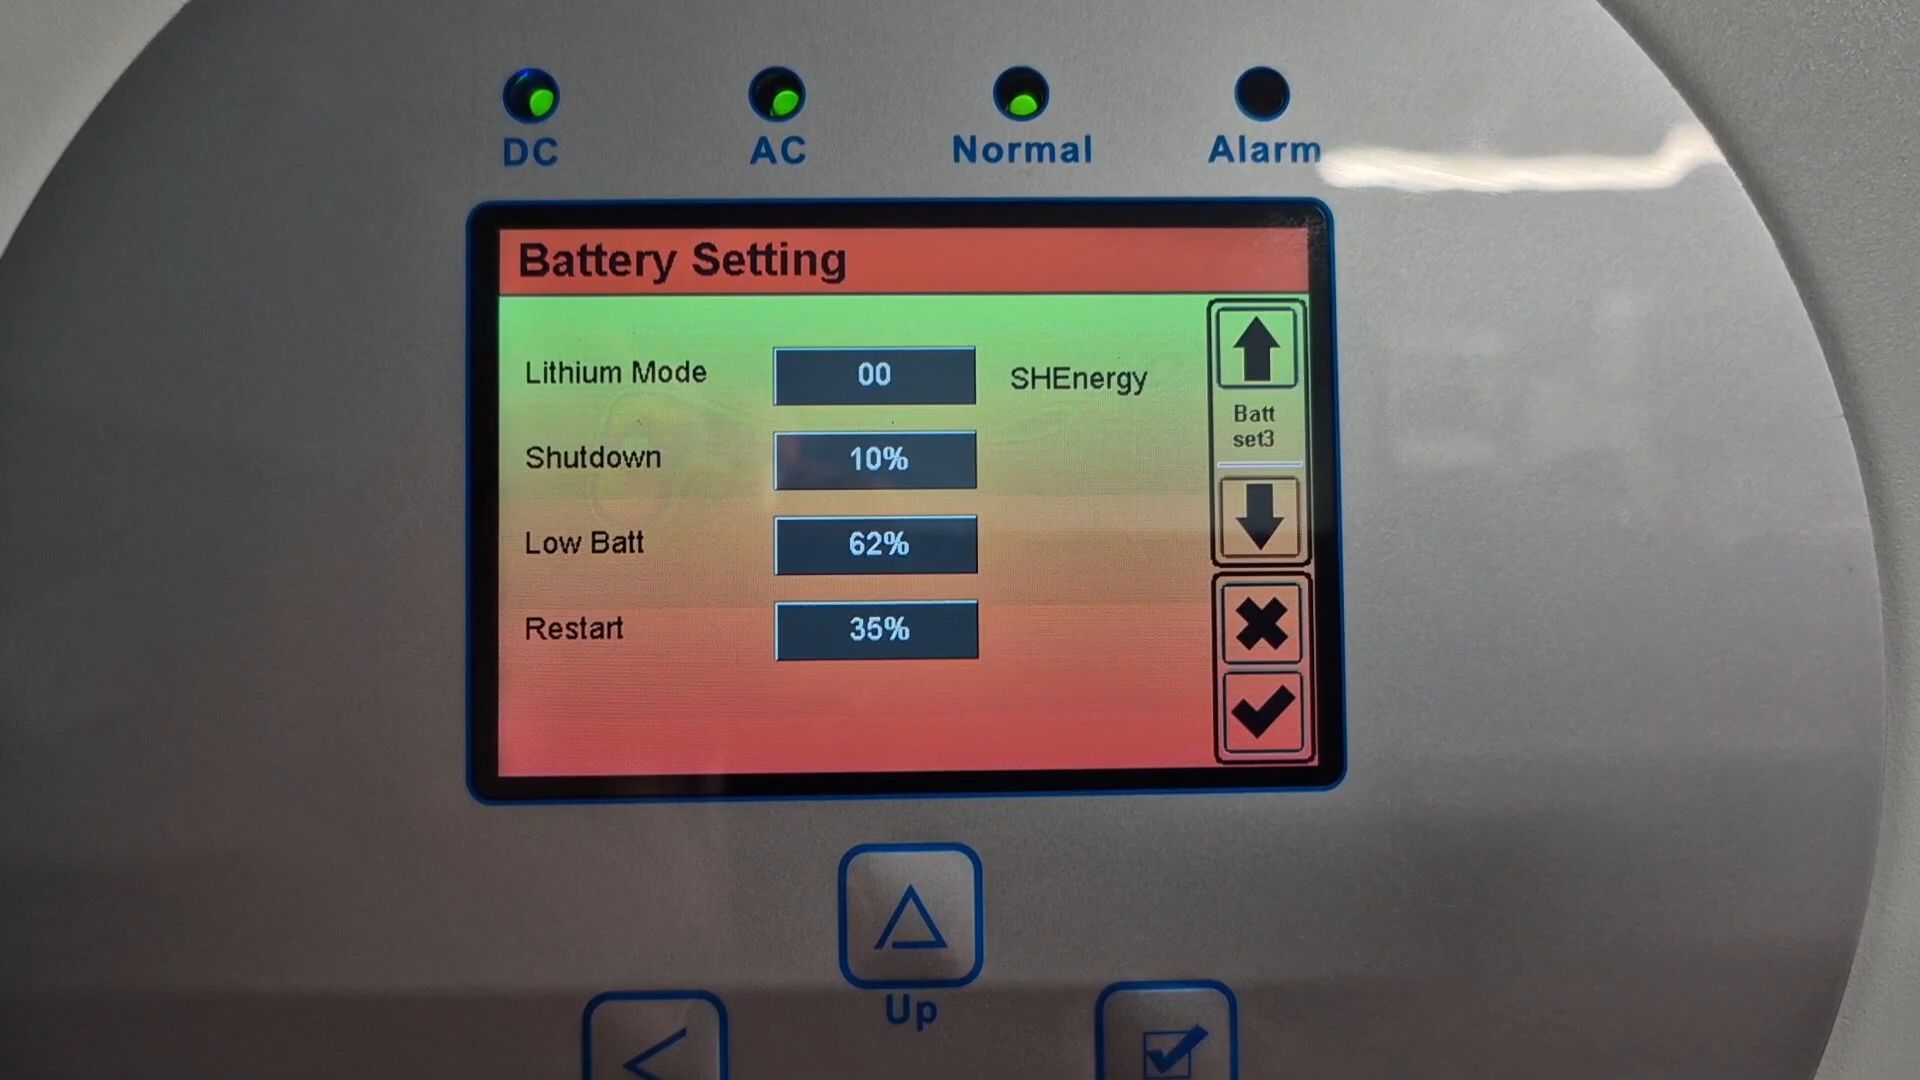 DC AC Normal Alarm
Battery Setting
Lithium Mode 00 SHEnergy
Shutdown 10%
Low Batt 62%
Restart 35%
Batt
set3
Up